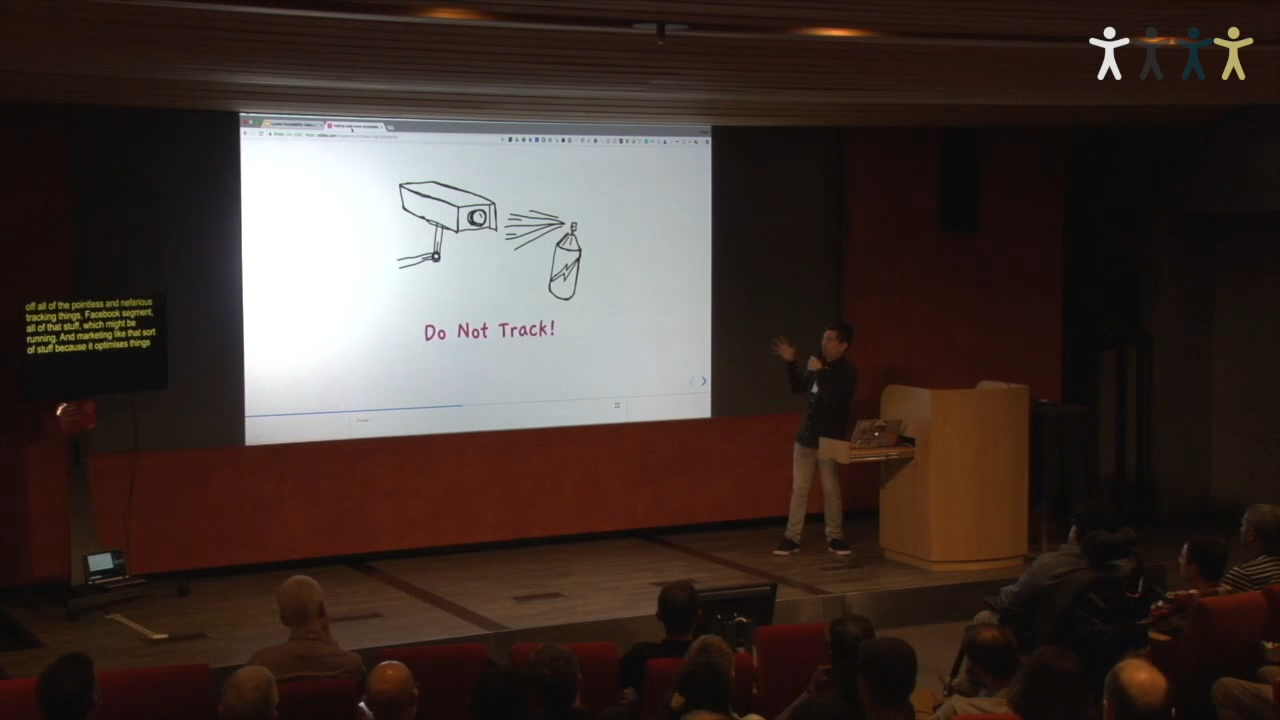 off all of the pointless and nefarious
tracking things, Facebook segment,
all of that stuff, which might be
running. And marketing like that sort
of stuff because it optimises things
Do Not Track!